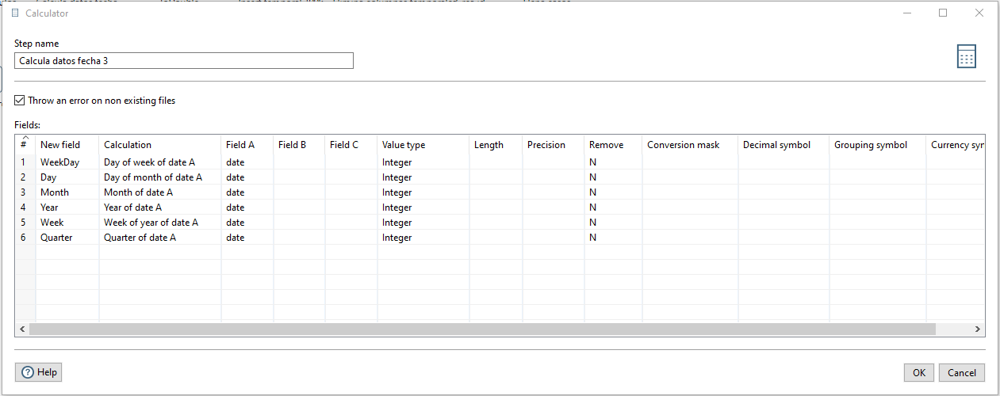 Calculator
Step name
Calcula datos fecha 3
Throw an error on non existing files
Fields:
# New field Calculation Field A Field B Field C Value type Length Precision Remove Conversion mask Decimal symbol Grouping symbol Currency syn
1 WeekDay Day of week of date A date Integer N
2 Day Day of month of date A date Integer N
3 Month Month of date A date Integer N
4 Year Year of date A date Integer N
5 Week Week of year of date A date Integer N
6 Quarter Quarter of date A date Integer N
? Help
OK Cancel